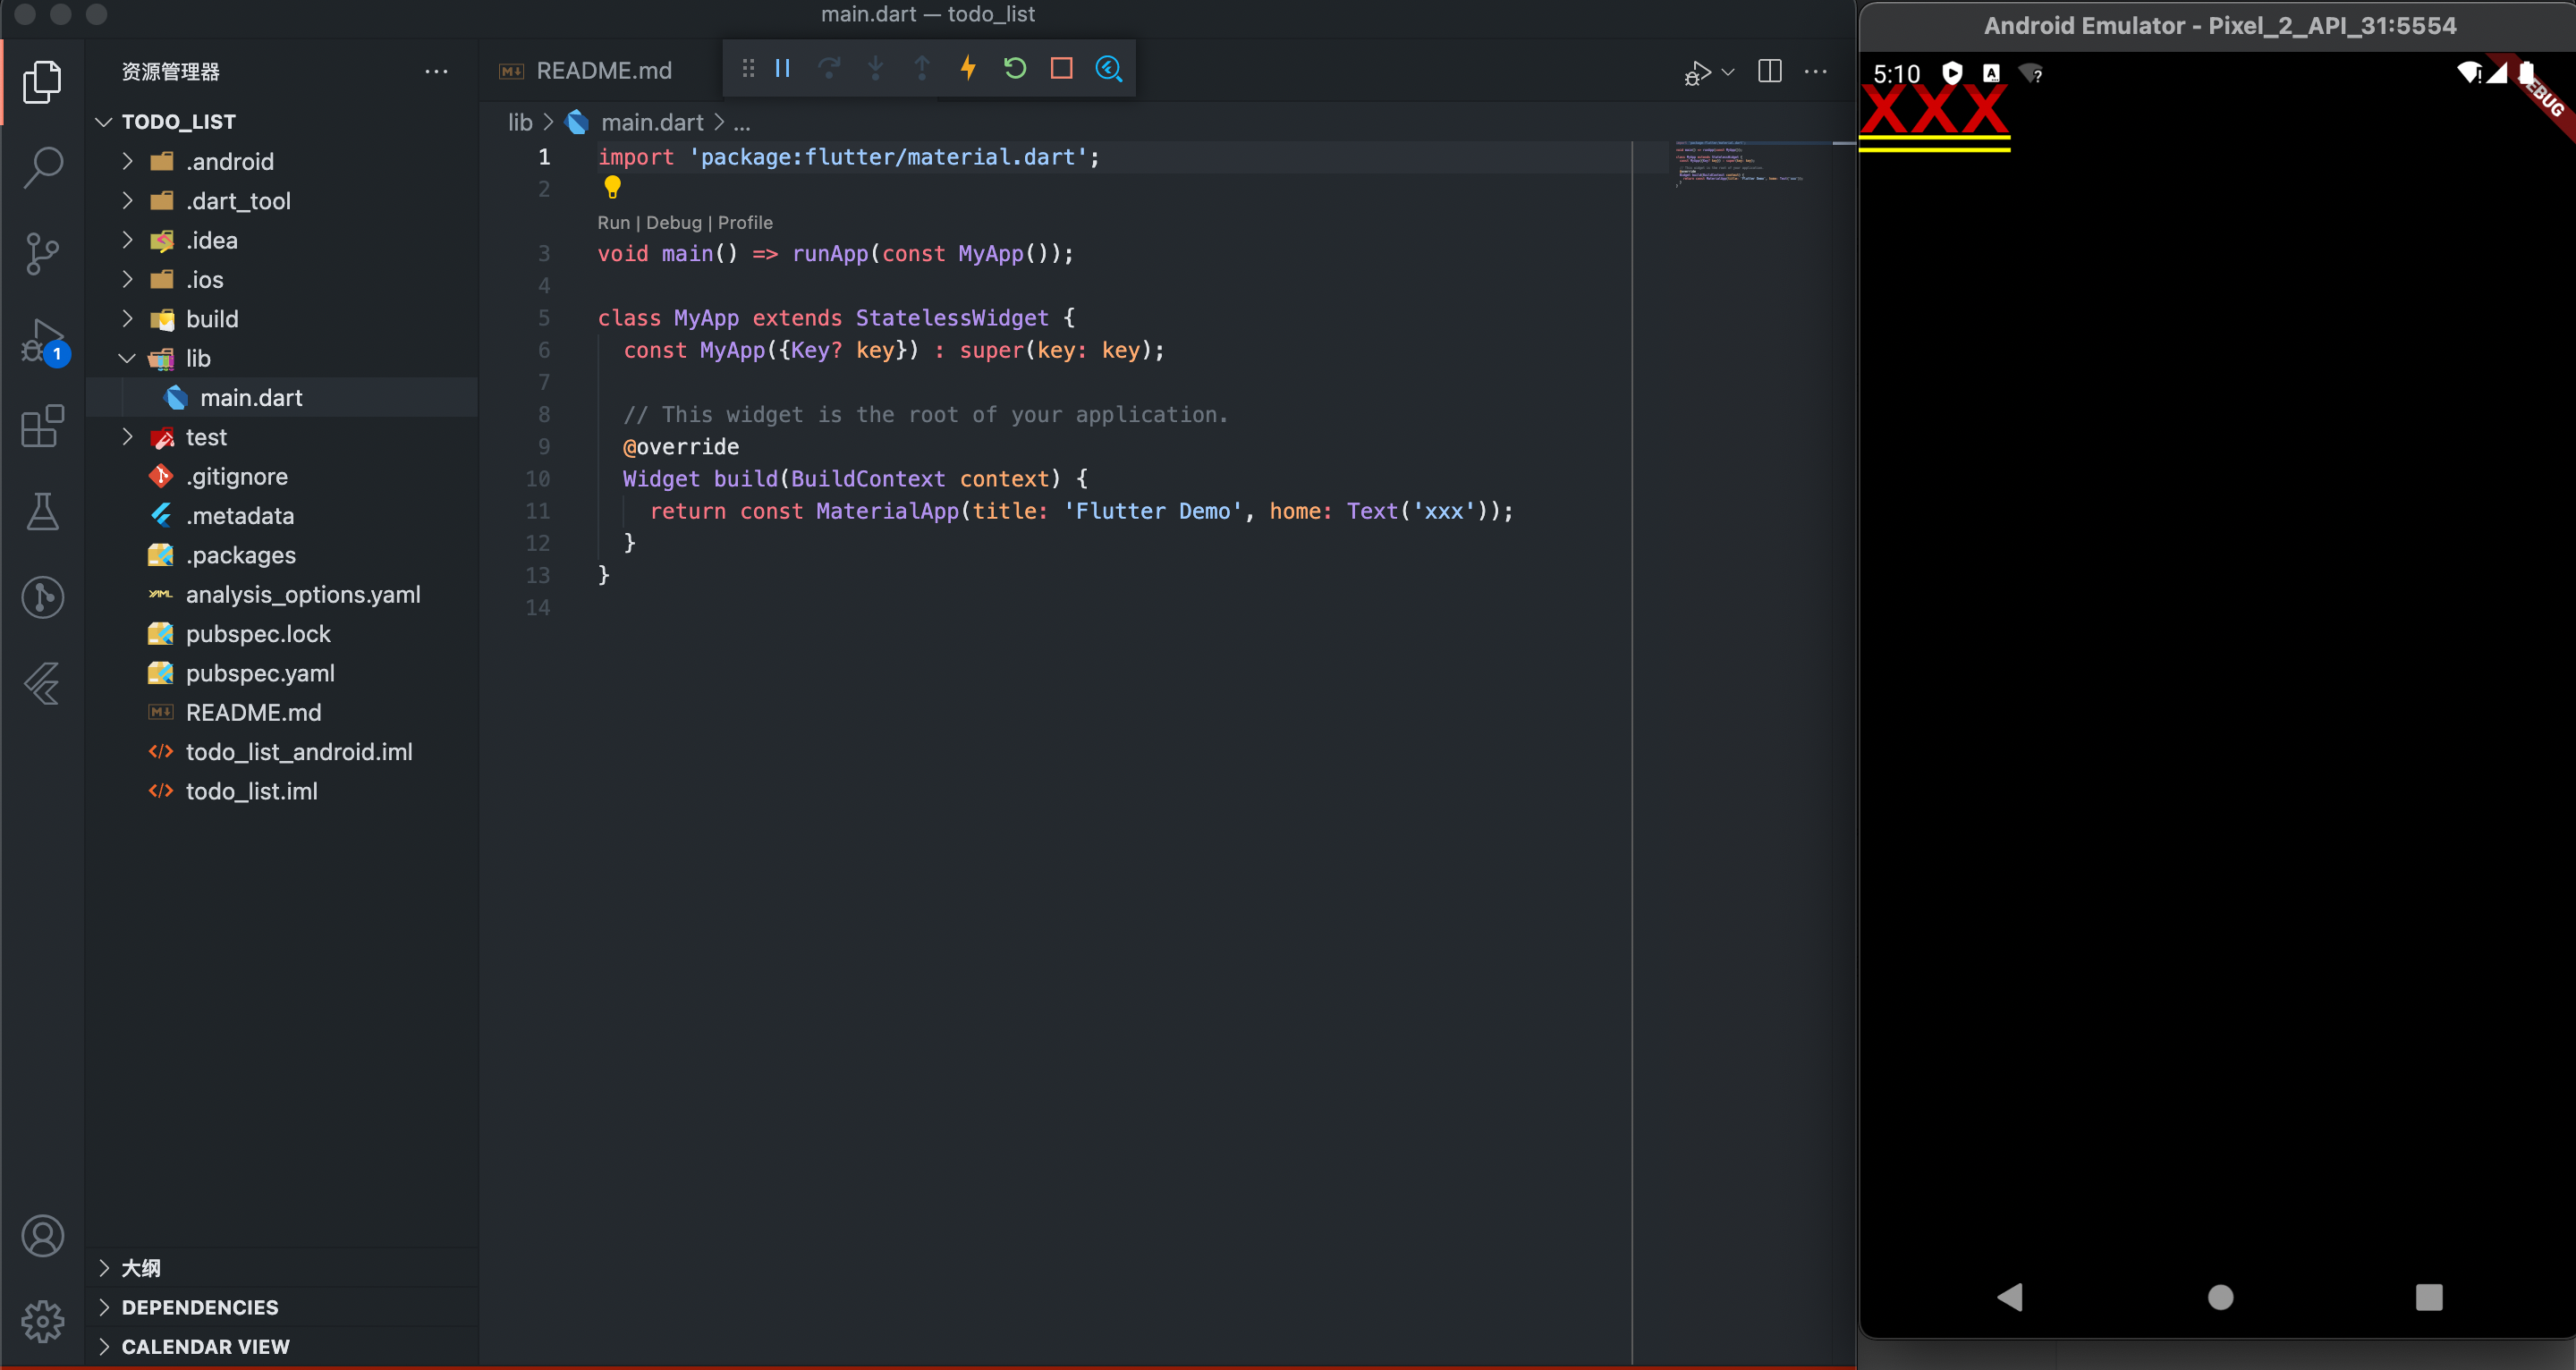 main.dart — todo_list
资源管理器
TODO_LIST
.android
.dart_tool
.idea
.ios
build
lib
main.dart
test
.gitignore
.metadata
.packages
analysis_options.yaml
pubspec.lock
pubspec.yaml
README.md
todo_list_android.iml
todo_list.iml
大纲
DEPENDENCIES
CALENDAR VIEW
1
README.md
lib > main.dart > ...
1 import 'package:flutter/material.dart';
2
Run | Debug | Profile
3 void main() => runApp(const MyApp());
4
5 class MyApp extends StatelessWidget {
6 const MyApp({Key? key}) : super(key: key);
7
8 // This widget is the root of your application.
9 @override
10 Widget build(BuildContext context) {
11 return const MaterialApp(title: 'Flutter Demo', home: Text('xxx'));
12 }
13 }
14
Android Emulator - Pixel_2_API_31:5554
5:10
xxx